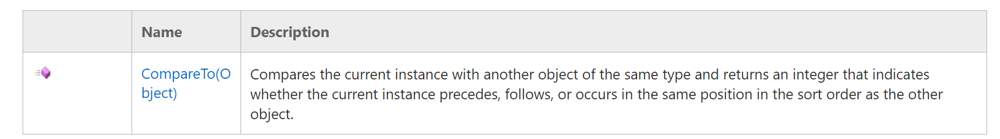 Name
Description
CompareTo(O
bject)
Compares the current instance with another object of the same type and returns an integer that indicates
whether the current instance precedes, follows, or occurs in the same position in the sort order as the other
object.